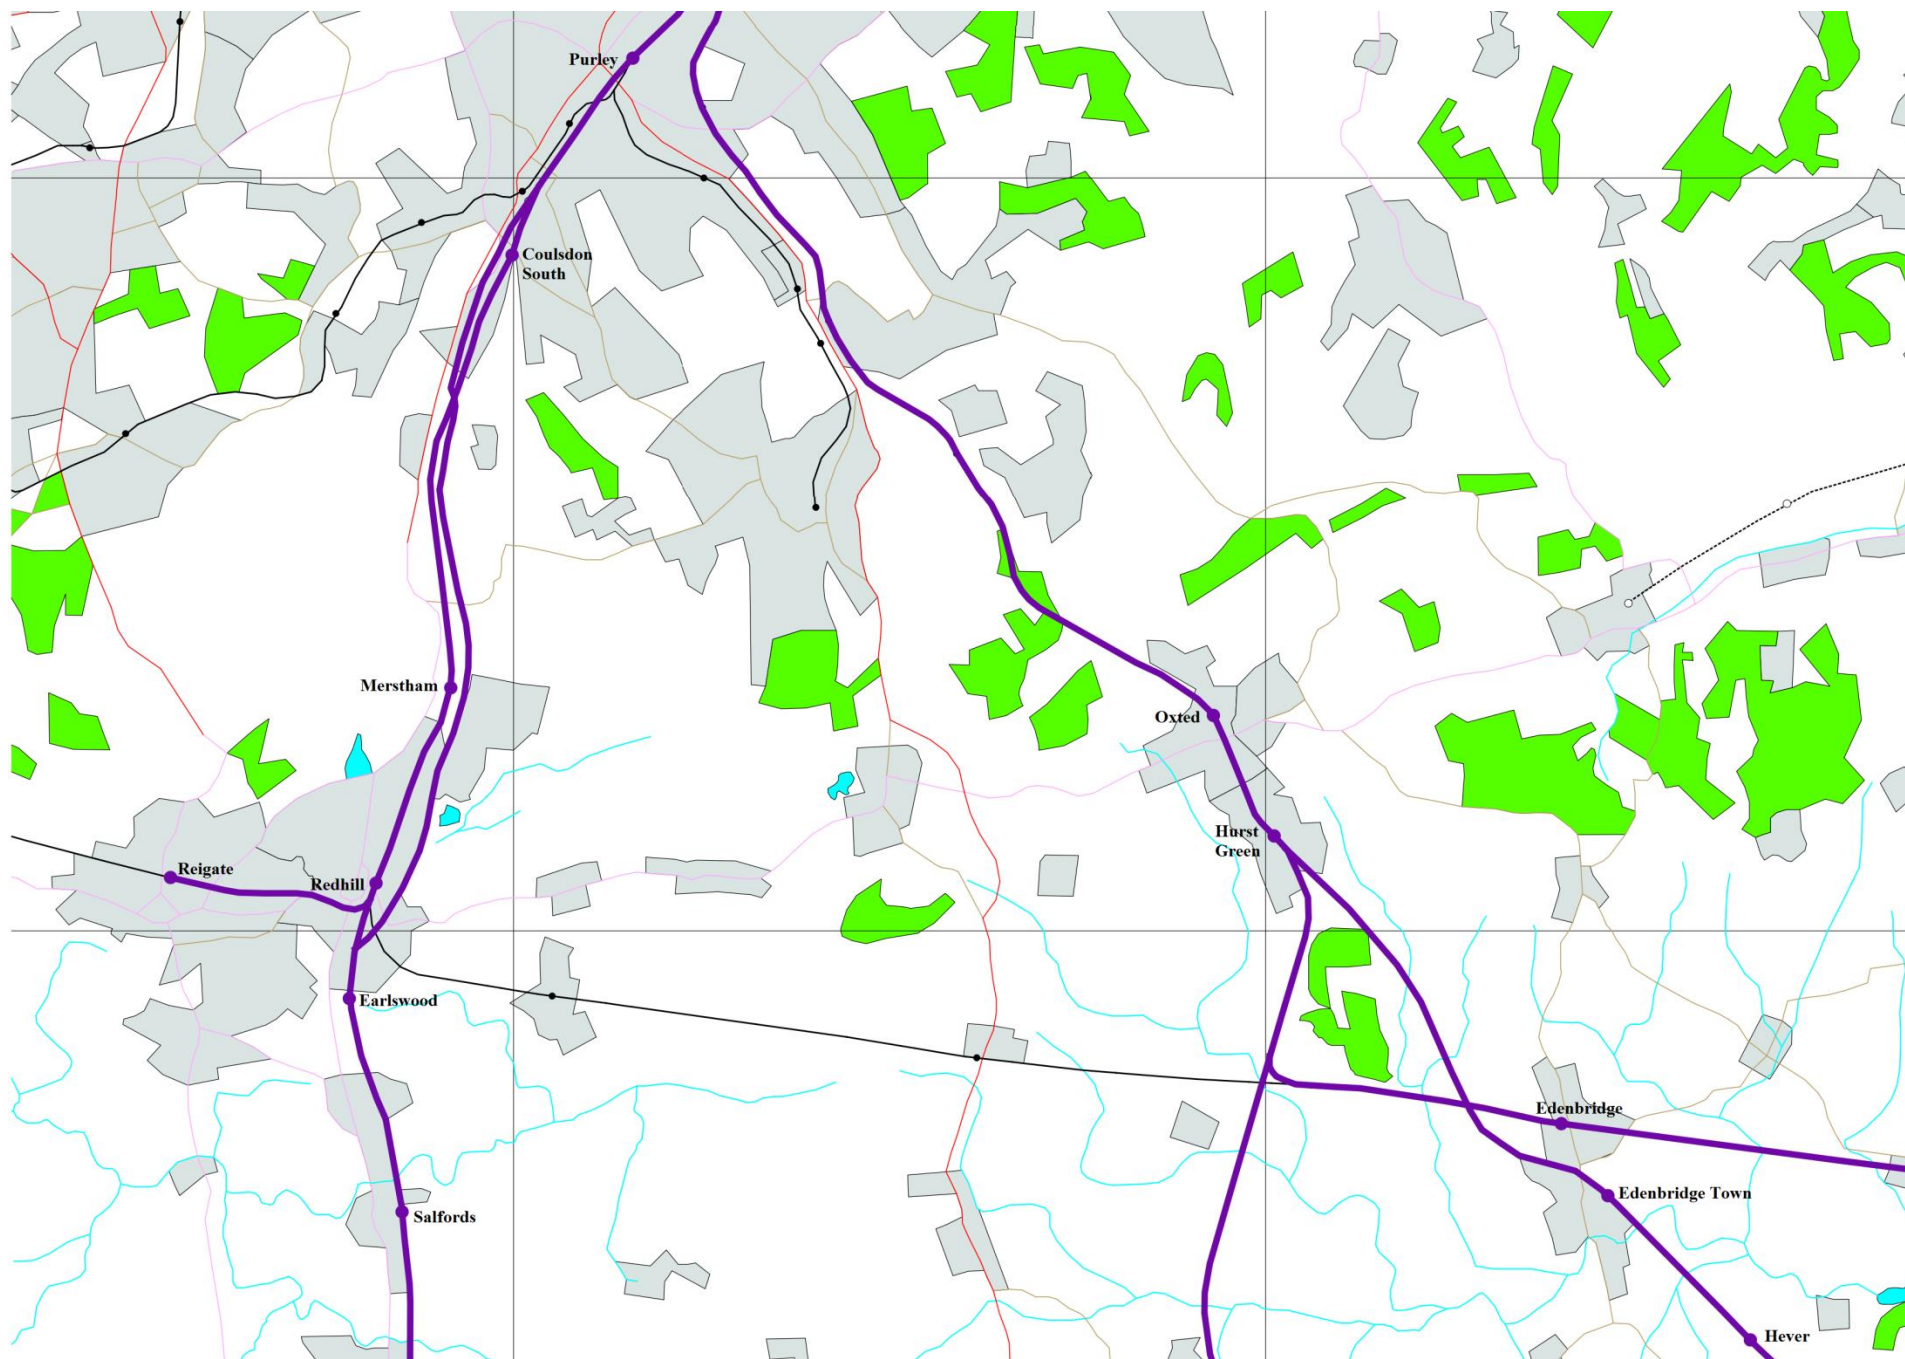 Purley
Coulsdon
South
Merstham
Oxted
Hurst
Green
Reigate
Redhill
Earlswood
Edenbridge
Edenbridge Town
Salfords
Hever